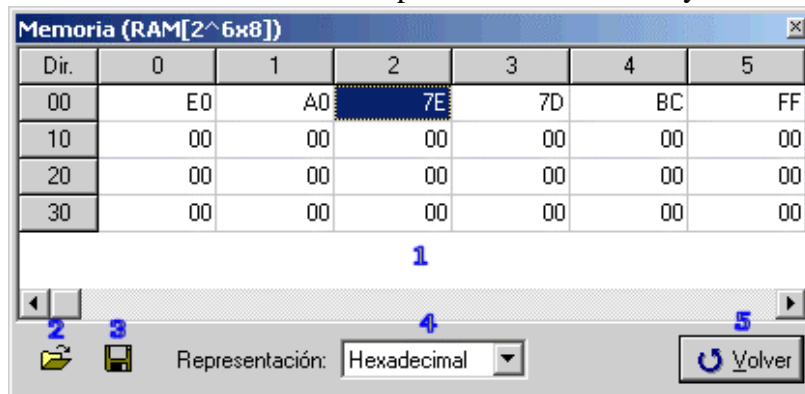 Memoria (RAM[2^6x8])
Dir. 0 1 2 3 4 5
00 E0 A0 7E 7D BC FF
10 00 00 00 00 00 00
20 00 00 00 00 00 00
30 00 00 00 00 00 00
1
2 3 4 5
Representación: Hexadecimal Volver